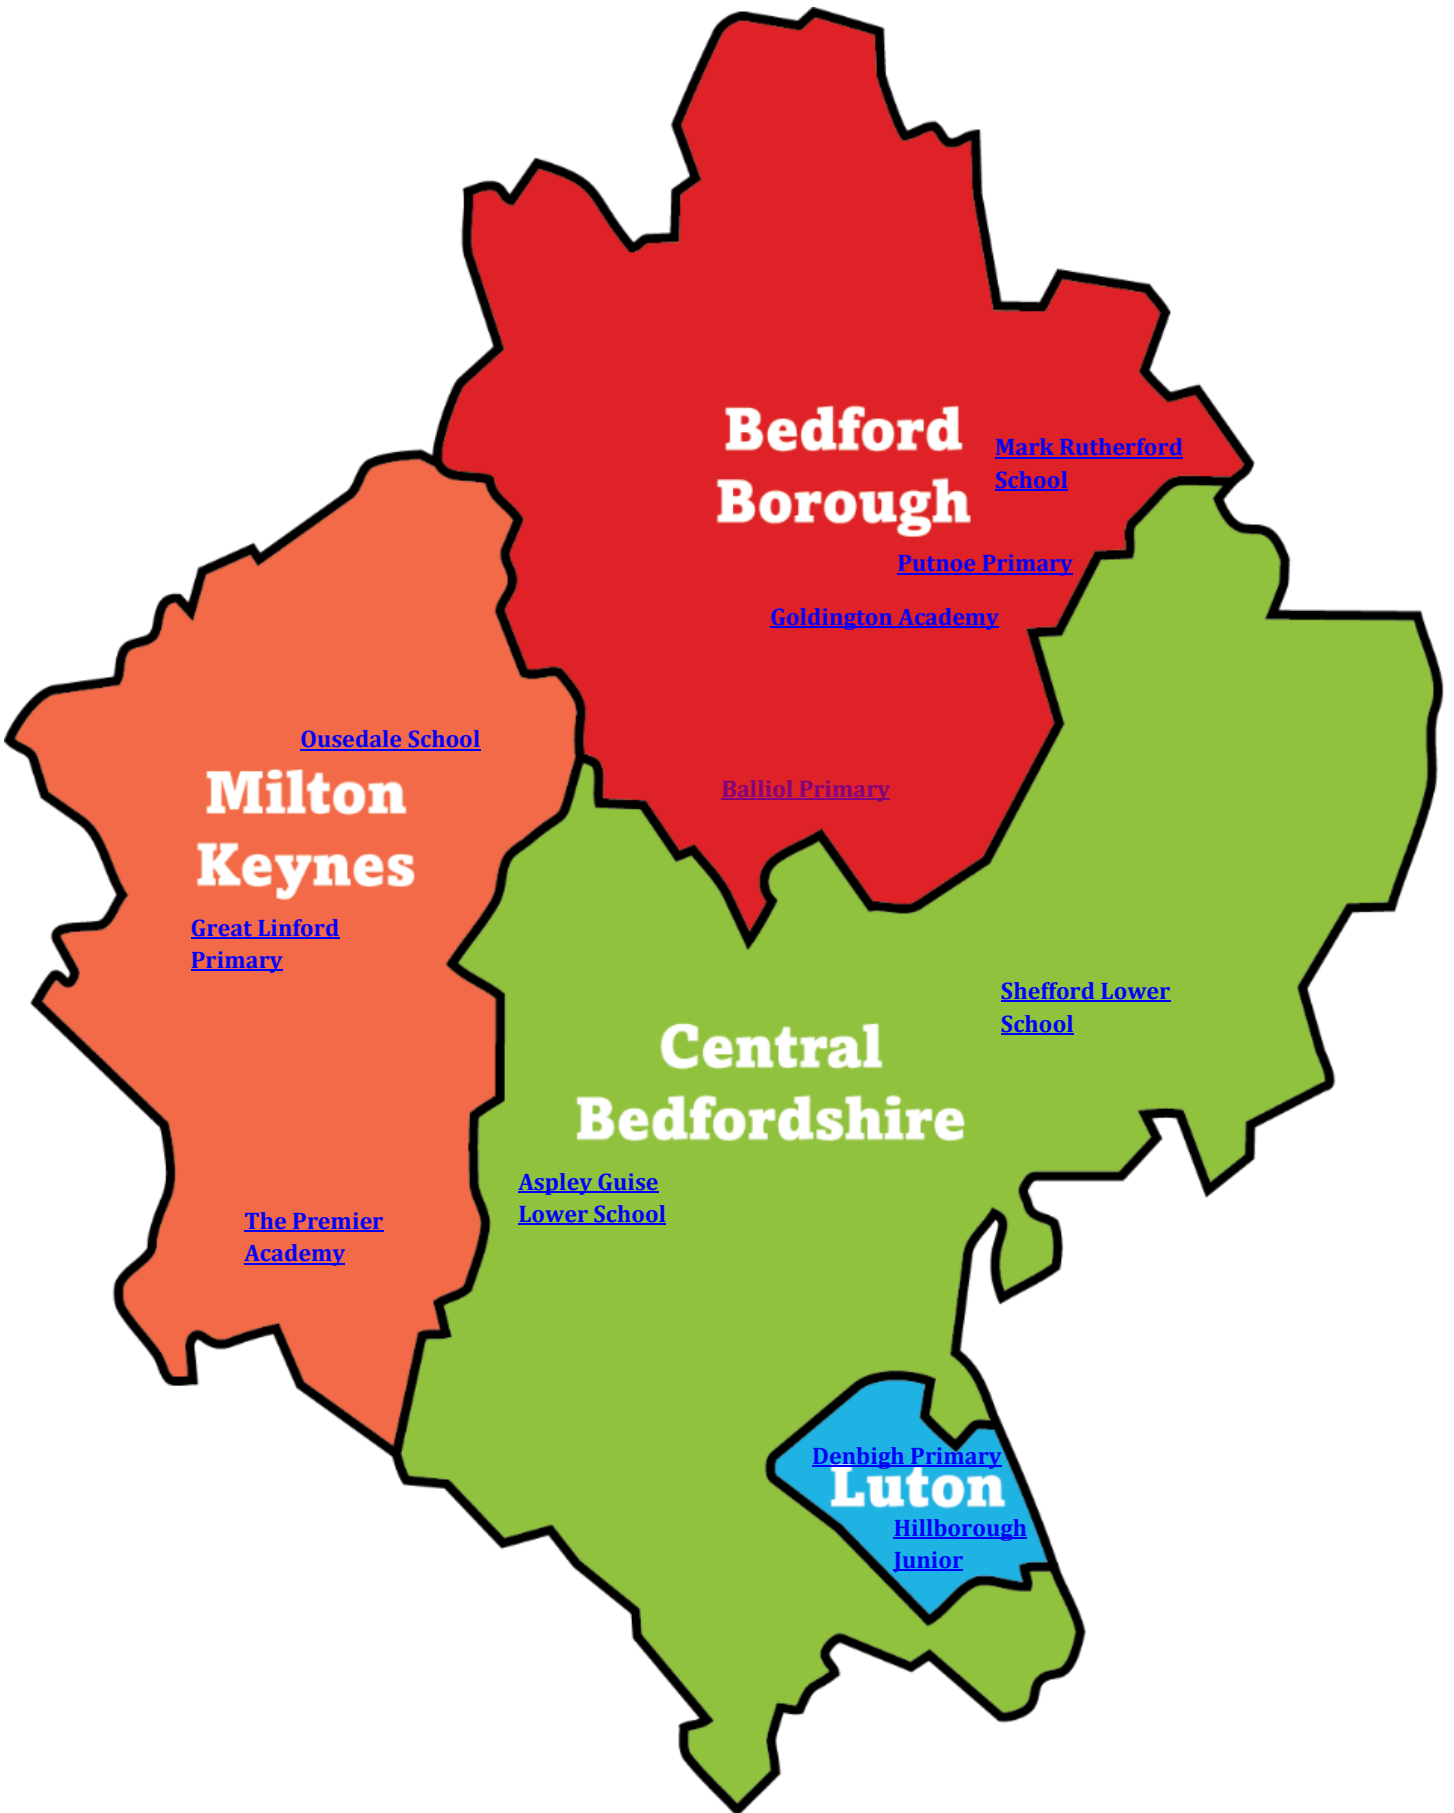 Bedford
Borough
Mark Rutherford
School
Putnoe Primary
Goldington Academy
Ousedale School
Milton
Keynes
Balliol Primary
Great Linford
Primary
Shefford Lower
School
Central
Bedfordshire
Aspley Guise
Lower School
The Premier
Academy
Denbigh Primary
Luton
Hillborough
Junior